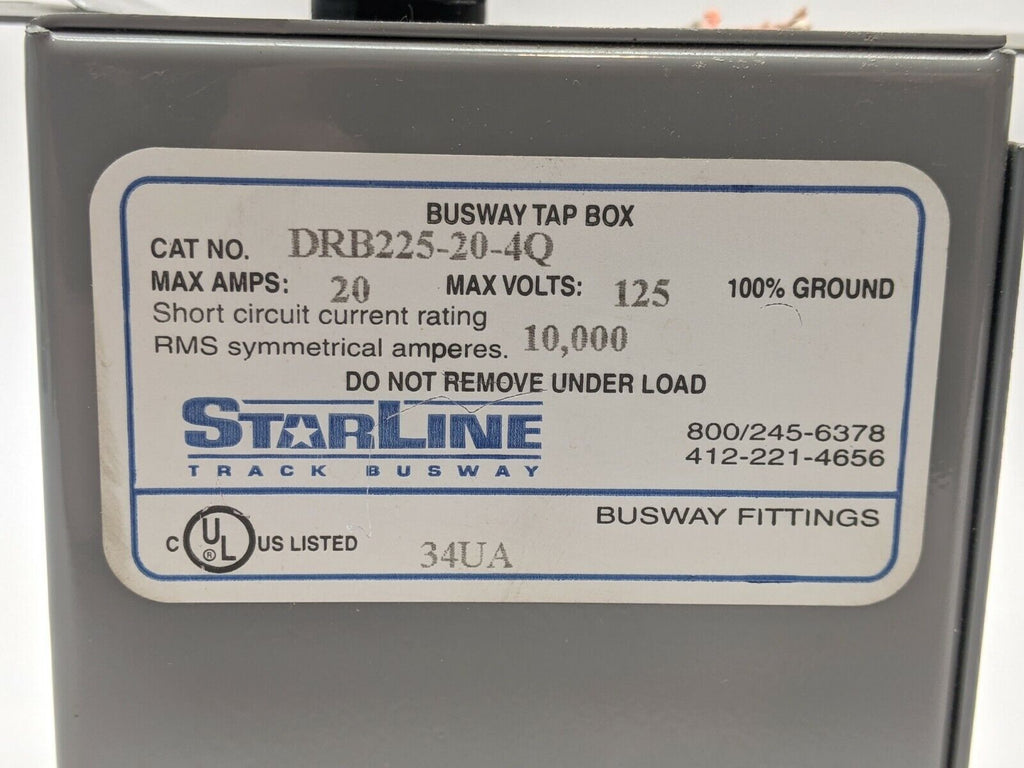 BUSWAY TAP BOX
CAT NO. DRB225-20-4Q
MAX AMPS: 20 MAX VOLTS: 125 100% GROUND
Short circuit current rating
RMS symmetrical amperes. 10,000
DO NOT REMOVE UNDER LOAD
STARLINE
TRACK BUSWAY
800/245-6378
412-221-4656
BUSWAY FITTINGS
C UL ® US LISTED
34UA